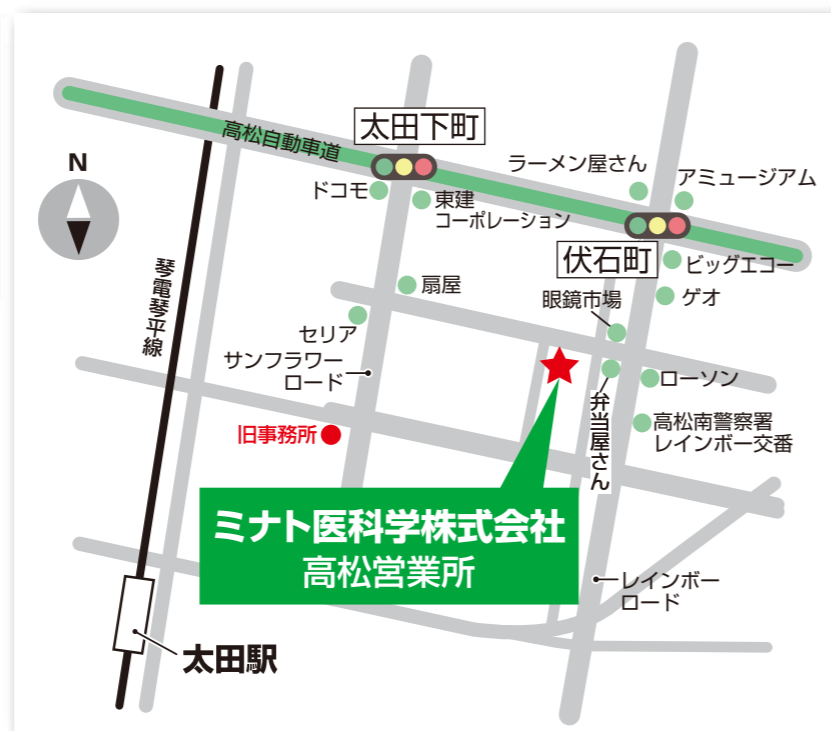 太田下町
高松自動車道
N
ラーメン屋さん
アミュージアム
ドコモ
東建
コーポレーション
伏石町
ビッグエコー
琴電琴平線
扇屋
眼鏡市場
ゲオ
セリア
サンフラワー
ロード
ローソン
弁当屋さん
旧事務所
高松南警察署
レインボー交番
ミナト医科学株式会社
高松営業所
レインボー
ロード
太田駅